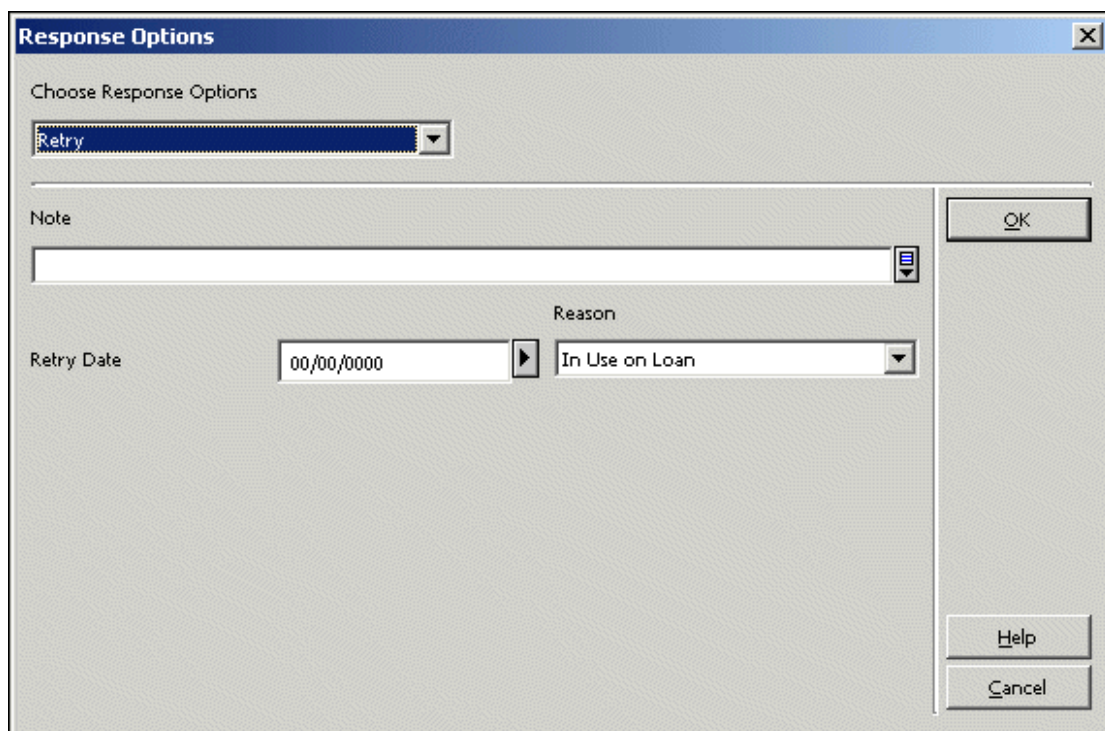 Response Options
Choose Response Options
Retry
Note
OK
Reason
Retry Date 00/00/0000 In Use on Loan
Help
Cancel